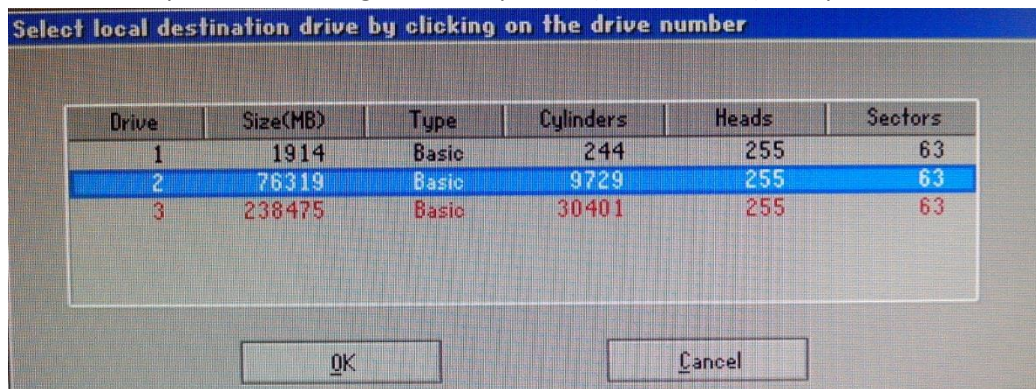 Select local destination drive by clicking on the drive number
Drive Size(MB) Type Cylinders Heads Sectors
1 1914 Basic 244 255 63
2 76319 Basic 9729 255 63
3 238475 Basic 30401 255 63
OK Cancel